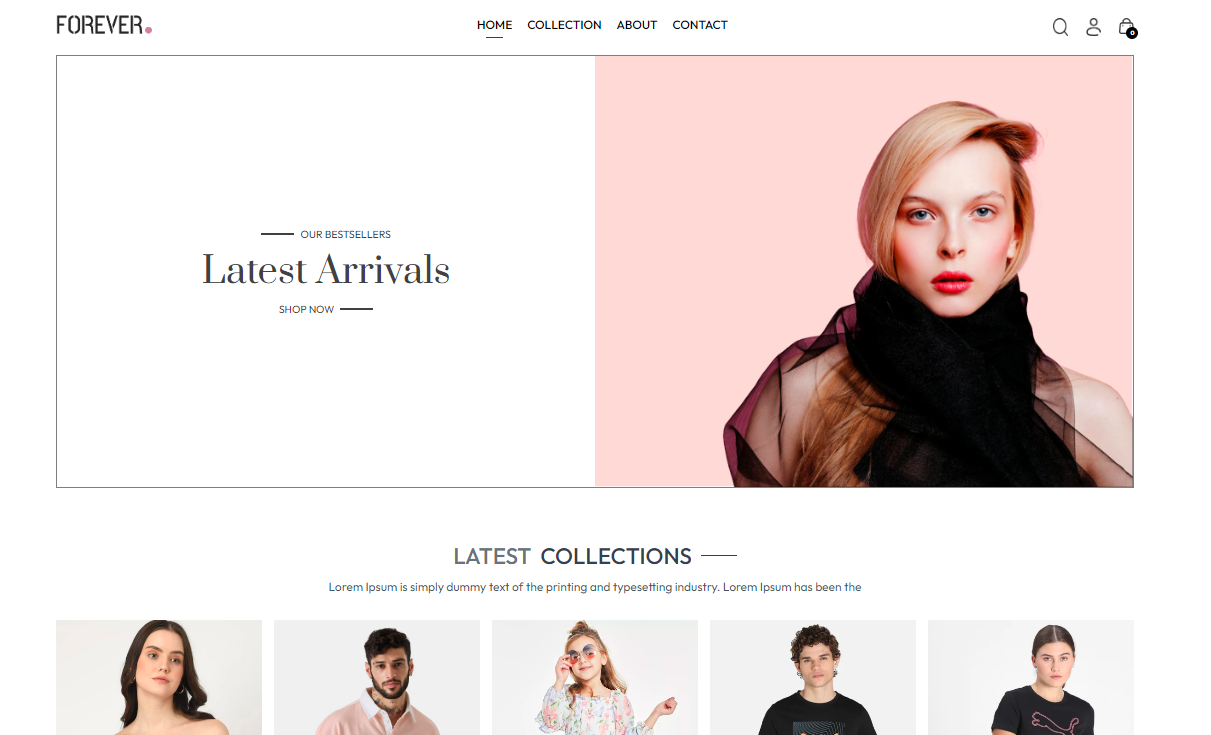 FOREVER.
HOME COLLECTION ABOUT CONTACT
0
OUR BESTSELLERS
Latest Arrivals
SHOP NOW
LATEST COLLECTIONS
Lorem Ipsum is simply dummy text of the printing and typesetting industry. Lorem Ipsum has been the